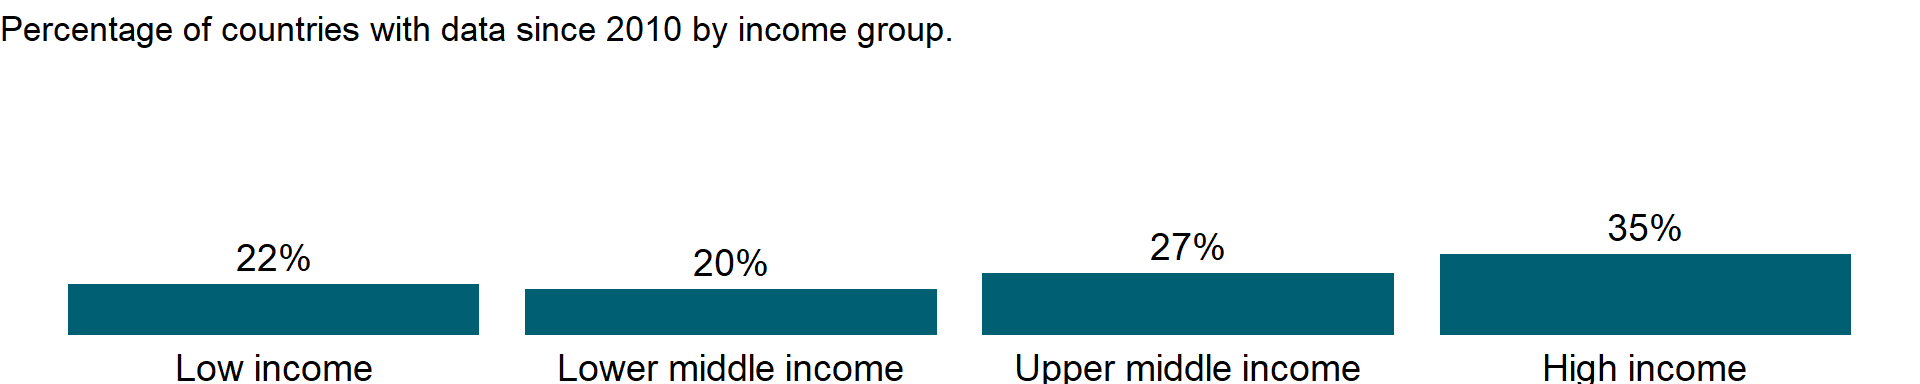 Percentage of countries with data since 2010 by income group.
22%
20%
27%
35%
Low income
Lower middle income
Upper middle income
High income